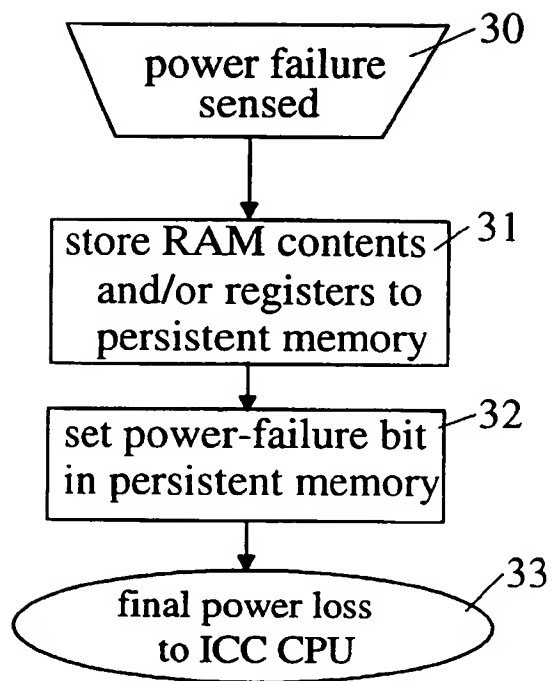 30
power failure
sensed
31
store RAM contents
and/or registers to
persistent memory
32
set power-failure bit
in persistent memory
33
final power loss
to ICC CPU